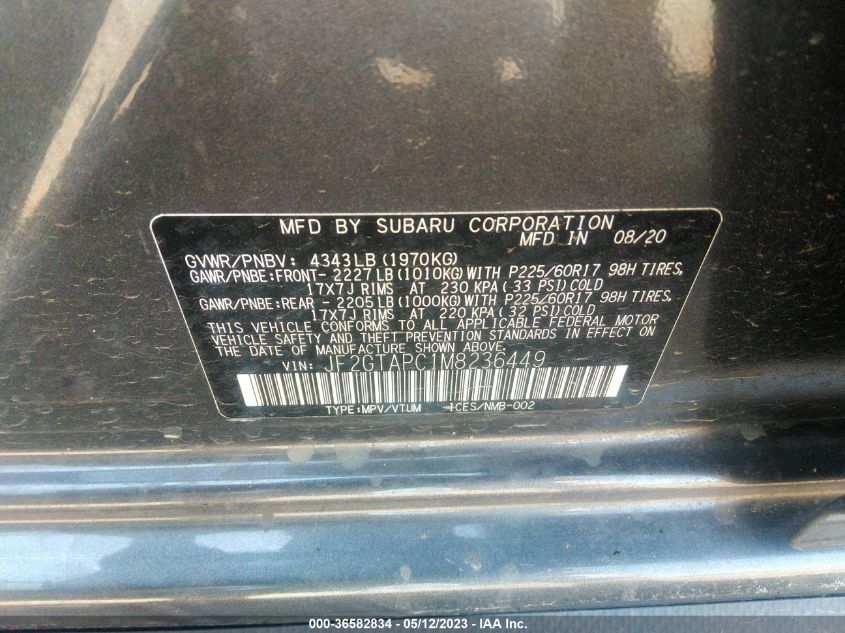 MFD BY SUBARU CORPORATION
MFD IN 08/20
GVWR/PNBV: 4343LB (1970KG)
GAWR/PNBE:FRONT- 2227LB(1010KG)WITH P225/60R17 98H TIRES,
17X7J RIMS AT 230 KPA (33 PSI)COLD
GAWR/PNBE:REAR - 2205LB(1000KG)WITH P225/60R17 98H TIRES,
17X7J RIMS AT 220 KPA (32 PSI)COLD
THIS VEHICLE CONFORMS TO ALL APPLICABLE FEDERAL MOTOR
VEHICLE SAFETY AND THEFT PREVENTION STANDARDS IN EFFECT ON
THE DATE OF MANUFACTURE SHOWN ABOVE.
VIN: JF2GTAPC1M8236449
TYPE:MPV/VTUM ICES/NMB-002
000-36582834 - 05/12/2023 - IAA, Inc.